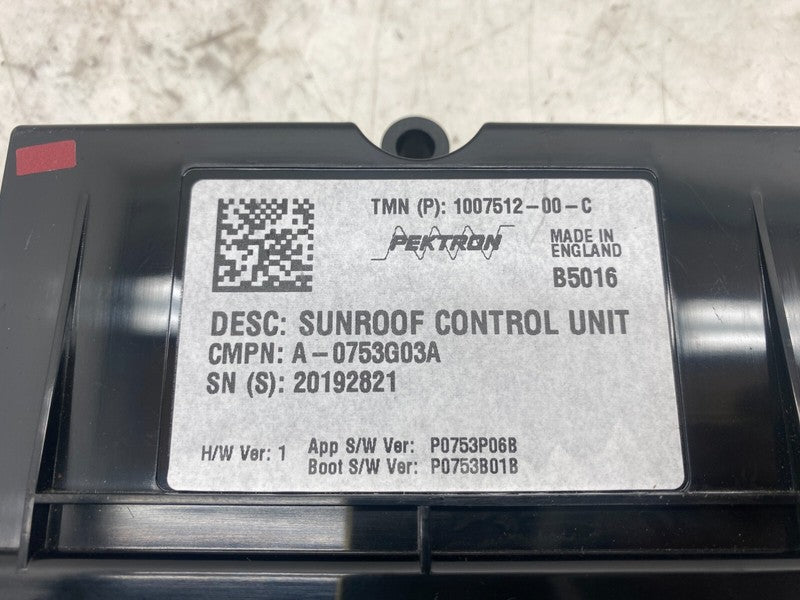 TMN (P): 1007512-00-C
PEKTRON
MADE IN
ENGLAND
B5016
DESC: SUNROOF CONTROL UNIT
CMPN: A-0753G03A
SN (S): 20192821
H/W Ver: 1
App S/W Ver: P0753P06B
Boot S/W Ver: P0753B01B